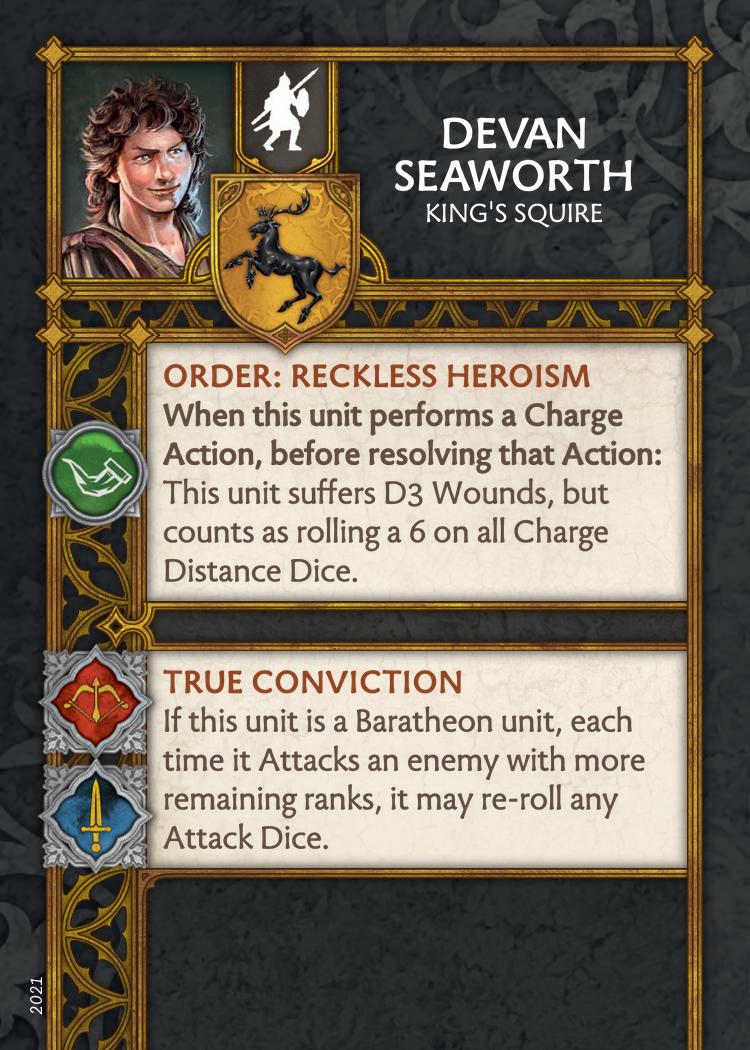 DEVAN
SEAWORTH
KING'S SQUIRE
ORDER: RECKLESS HEROISM
When this unit performs a Charge
Action, before resolving that Action:
This unit suffers D3 Wounds, but
counts as rolling a 6 on all Charge
Distance Dice.
TRUE CONVICTION
If this unit is a Baratheon unit, each
time it Attacks an enemy with more
remaining ranks, it may re-roll any
Attack Dice.
2021